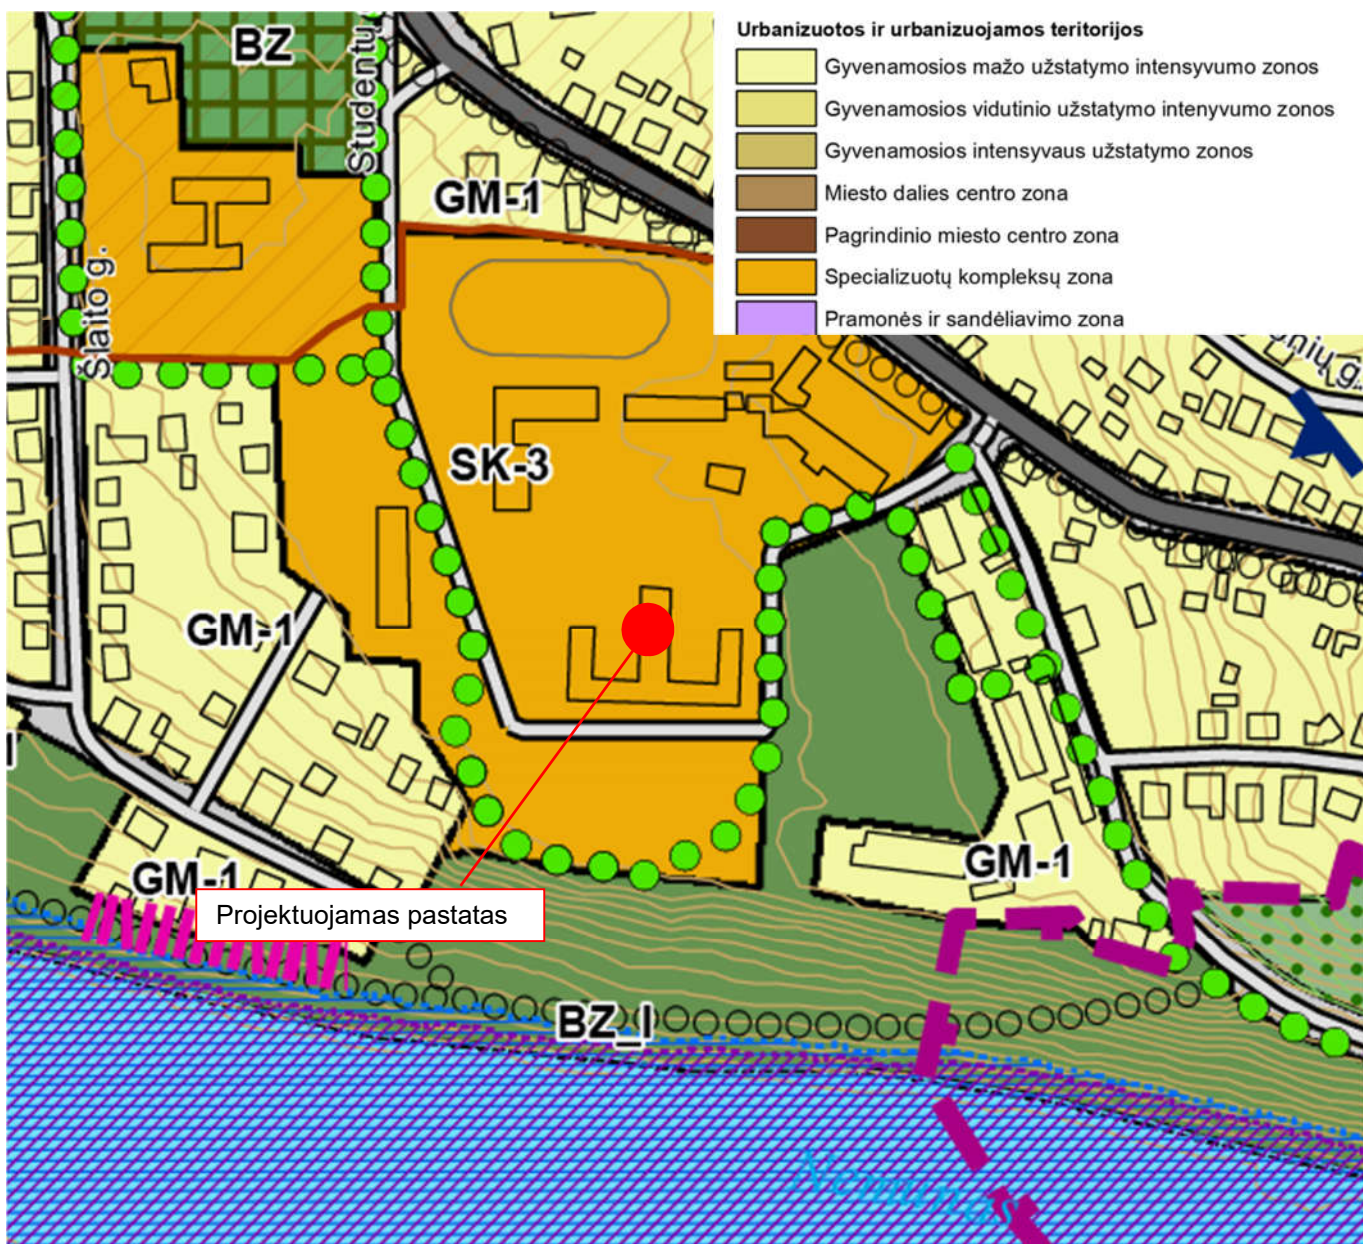 Urbanizuotos ir urbanizuojamos teritorijos
Gyvenamosios mažo užstatymo intensyvumo zonos
Gyvenamosios vidutinio užstatymo intenyvumo zonos
Gyvenamosios intensyvaus užstatymo zonos
Miesto dalies centro zona
Pagrindinio miesto centro zona
Specializuotų kompleksų zona
Pramonės ir sandėliavimo zona
BZ
Studentų
GM-1
Šlaito g.
SK-3
GM-1
GM-1
GM-1
Projektuojamas pastatas
BZ_I
Nemunas